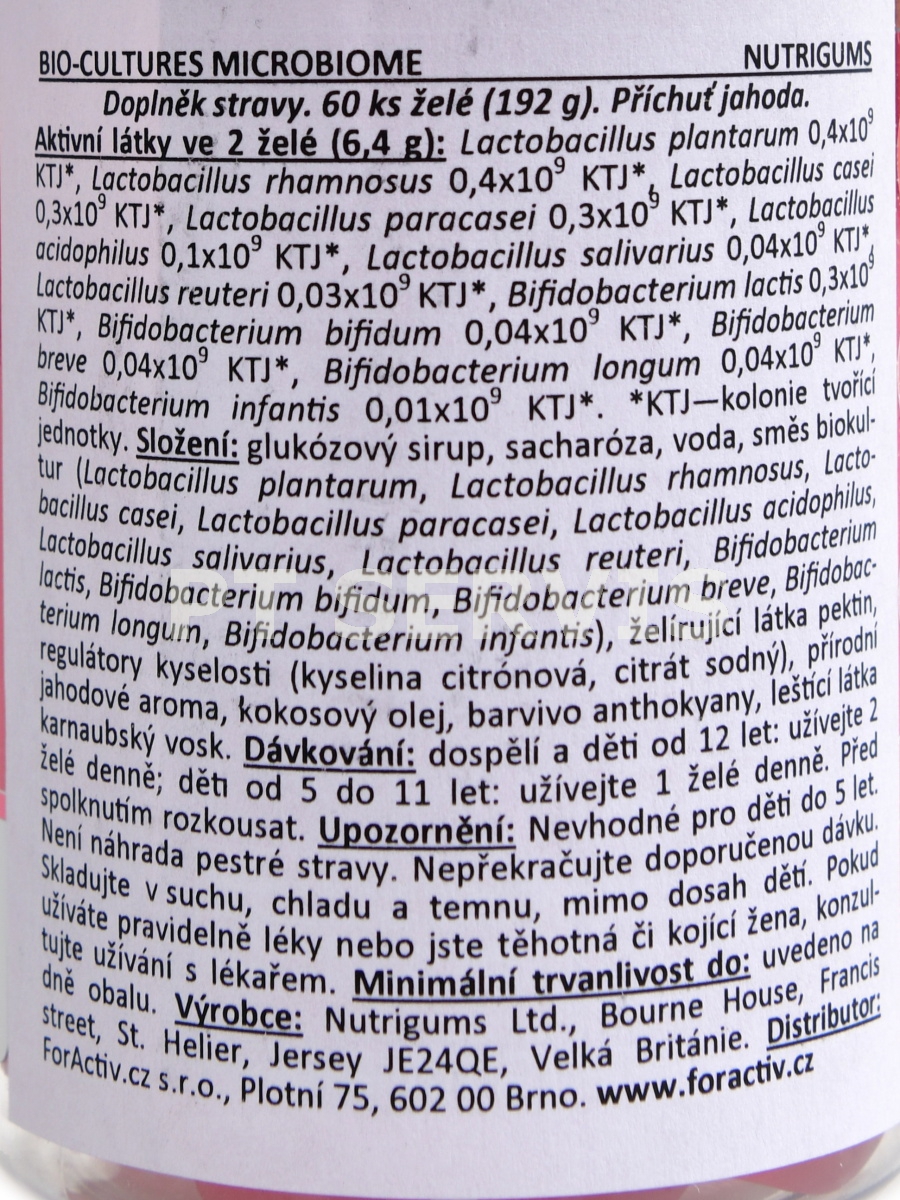 BIO-CULTURES MICROBIOME NUTRIGUMS
Doplněk stravy. 60 ks želé (192 g). Příchuť jahoda.
Aktivní látky ve 2 želé (6,4 g): Lactobacillus plantarum 0,4x10⁹
KTJ*, Lactobacillus rhamnosus 0,4x10⁹ KTJ*, Lactobacillus casei
0,3x10⁹ KTJ*, Lactobacillus paracasei 0,3x10⁹ KTJ*, Lactobacillus
acidophilus 0,1x10⁹ KTJ*, Lactobacillus salivarius 0,04x10⁹ KTJ*,
Lactobacillus reuteri 0,03x10⁹ KTJ*, Bifidobacterium lactis 0,3x10⁹
KTJ*, Bifidobacterium bifidum 0,04x10⁹ KTJ*, Bifidobacterium
breve 0,04x10⁹ KTJ*, Bifidobacterium longum 0,04x10⁹ KTJ*,
Bifidobacterium infantis 0,01x10⁹ KTJ*. *KTJ—kolonie tvořící
jednotky. Složení: glukózový sirup, sacharóza, voda, směs biokul-
tur (Lactobacillus plantarum, Lactobacillus rhamnosus, Lacto-
bacillus casei, Lactobacillus paracasei, Lactobacillus acidophilus,
Lactobacillus salivarius, Lactobacillus reuteri, Bifidobacterium
lactis, Bifidobacterium bifidum, Bifidobacterium breve, Bifidobac-
terium longum, Bifidobacterium infantis), želírující látka pektin,
regulátory kyselosti (kyselina citrónová, citrát sodný), přírodní
jahodové aroma, kokosový olej, barvivo anthokyany, leštící látka
karnaubský vosk. Dávkování: dospělí a děti od 12 let: užívejte 2
želé denně; děti od 5 do 11 let: užívejte 1 želé denně. Před
spolknutím rozkousat. Upozornění: Nevhodné pro děti do 5 let.
Není náhrada pestré stravy. Nepřekračujte doporučenou dávku.
Skladujte v suchu, chladu a temnu, mimo dosah dětí. Pokud
užíváte pravidelně léky nebo jste těhotná či kojící žena, konzul-
tujte užívání s lékařem. Minimální trvanlivost do: uvedeno na
dně obalu. Výrobce: Nutrigums Ltd., Bourne House, Francis
street, St. Helier, Jersey JE24QE, Velká Británie. Distributor:
ForActiv.cz s.r.o., Plotní 75, 602 00 Brno. www.foractiv.cz
PT SERVIS